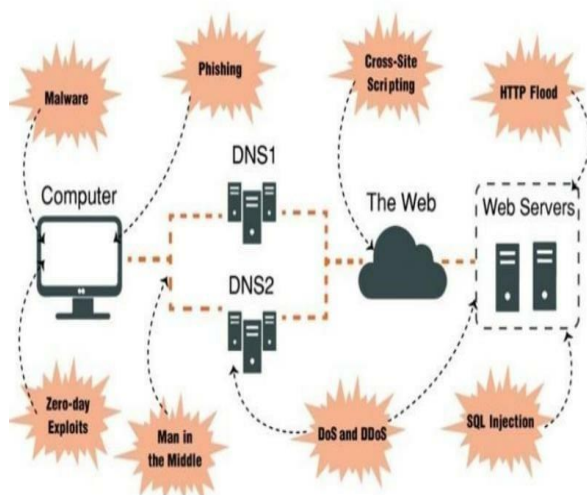 Malware
Phishing
Cross-Site
Scripting
HTTP Flood
Computer
DNS1
The Web
Web Servers
DNS2
Zero-day
Exploits
Man in
the Middle
DoS and DDoS
SQL Injection